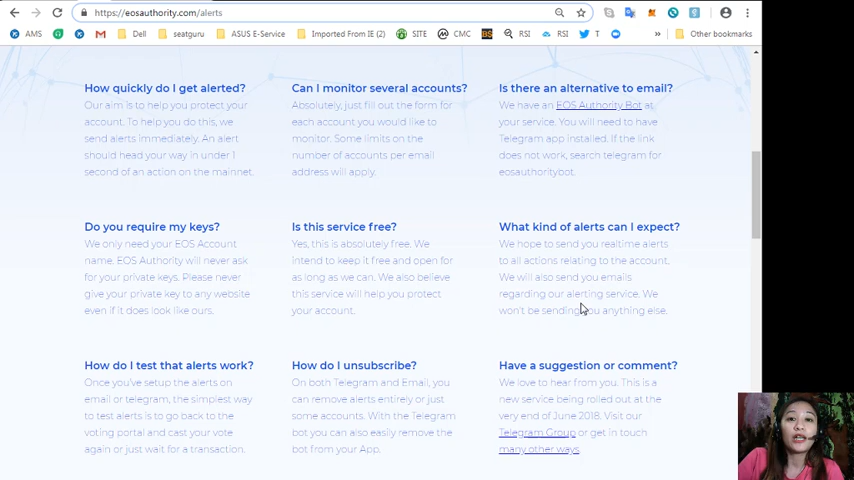 https://eosauthority.com/alerts
AMS
Dell
seatguru
ASUS E-Service
Imported From IE (2)
SITE
CMC
BS
RSI
RSI
T
»
Other bookmarks
How quickly do I get alerted?
Our aim is to help you protect your
account. To help you do this, we
send alerts immediately. An alert
should head your way in under 1
second of an action on the mainnet.
Can I monitor several accounts?
Absolutely, just fill out the form for
each account you would like to
monitor. Some limits on the
number of accounts per email
address will apply.
Is there an alternative to email?
We have an EOS Authority Bot at
your service. You will need to have
Telegram app installed. If the link
does not work, search telegram for
eosauthoritybot.
Do you require my keys?
We only need your EOS Account
name, EOS Authority will never ask
for your private keys. Please never
give your private key to any website
even if it does look like ours.
Is this service free?
Yes, this is absolutely free. We
intend to keep it free and open for
as long as we can. We also believe
this service will help you protect
your account.
What kind of alerts can I expect?
We hope to send you realtime alerts
to all actions relating to the account.
We will also send you emails
regarding our alerting service. We
won't be sending you anything else.
How do I test that alerts work?
Once you've setup the alerts on
email or telegram, the simplest way
to test alerts is to go back to the
voting portal and cast your vote
again or just wait for a transaction.
How do I unsubscribe?
On both Telegram and Email, you
can remove alerts entirely or just
some accounts. With the Telegram
bot you can also easily remove the
bot from your App.
Have a suggestion or comment?
We love to hear from you. This is a
new service being rolled out at the
very end of June 2018. Visit our
Telegram Group or get in touch
many other ways.